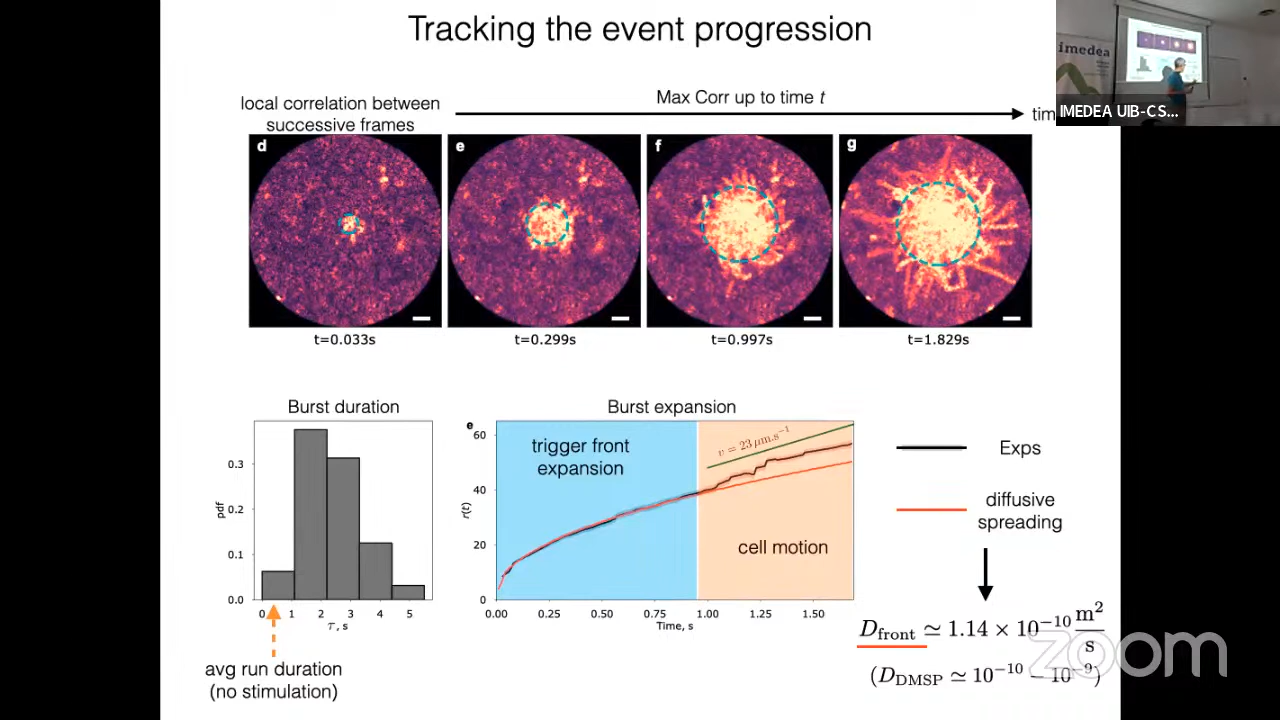 Tracking the event progression
ímedea
IMEDEA UIB-CS...
local correlation between
successive frames
Max Corr up to time t
tim
d
e
f
g
t=0.033s
t=0.299s
t=0.997s
t=1.829s
Burst duration
pdf
0.3
0.2
0.1
0.0
0 1 2 3 4 5
τ, s
avg run duration
(no stimulation)
Burst expansion
e
r(t)
60
40
20
0
trigger front
expansion
v = 23 μm.s⁻¹
cell motion
0.00 0.25 0.50 0.75 1.00 1.25 1.50
Time, s
Exps
diffusive
spreading
D_front ≃ 1.14 × 10⁻¹⁰ m²/s
(D_DMSP ≃ 10⁻¹⁰ − 10⁻⁹)
zoom